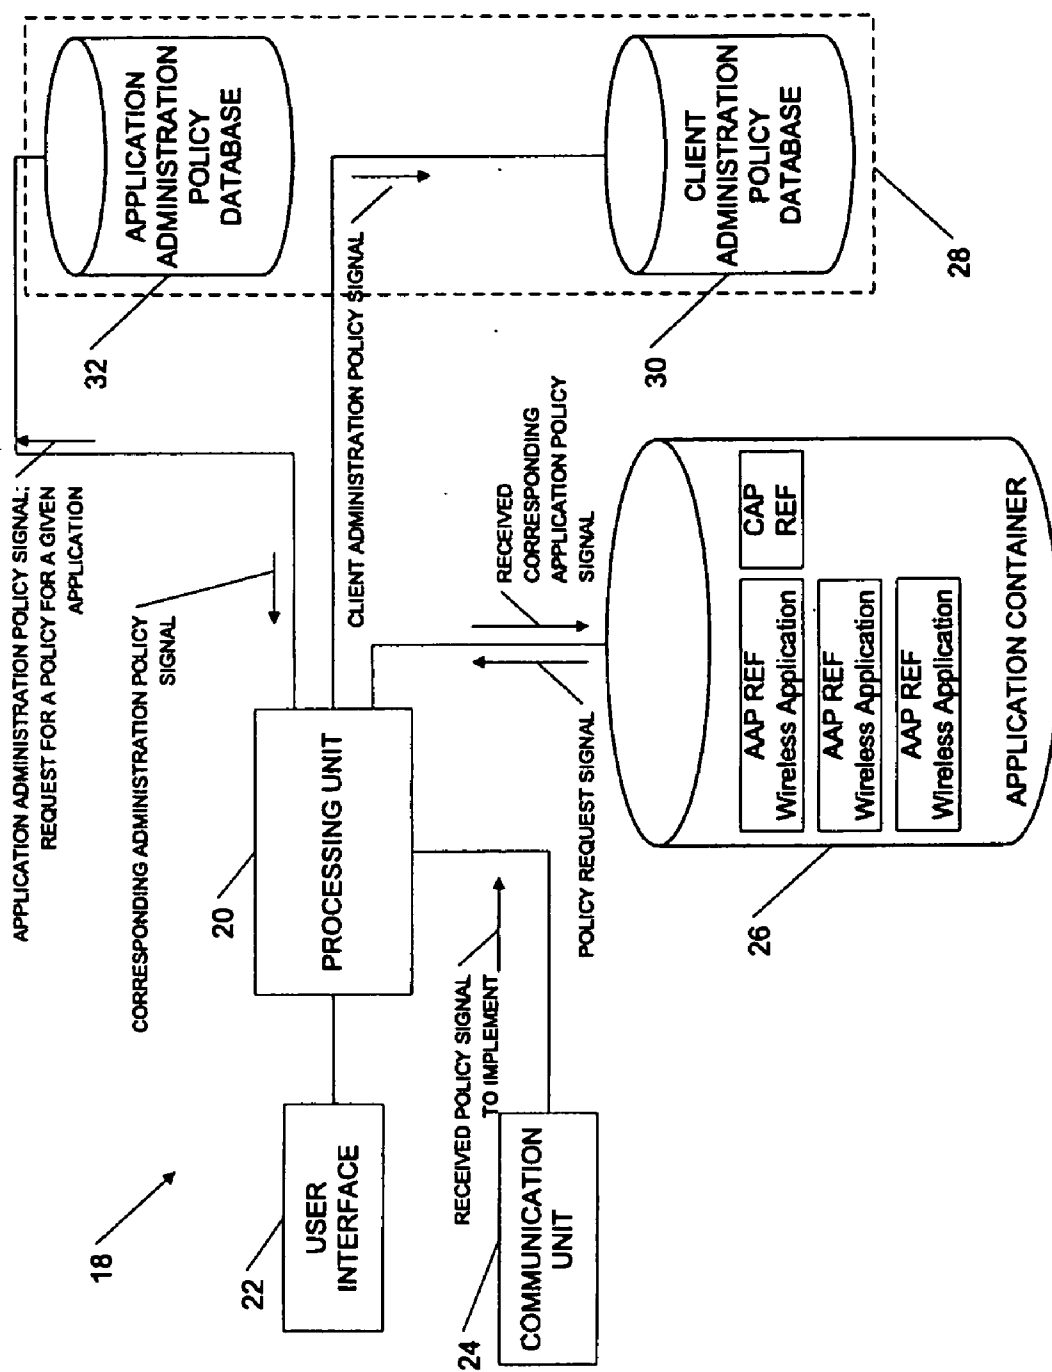 18
22
USER
INTERFACE
24
COMMUNICATION
UNIT
RECEIVED POLICY SIGNAL
TO IMPLEMENT
20
PROCESSING UNIT
APPLICATION ADMINISTRATION POLICY SIGNAL;
REQUEST FOR A POLICY FOR A GIVEN
APPLICATION
CORRESPONDING ADMINISTRATION POLICY
SIGNAL
CLIENT ADMINISTRATION POLICY SIGNAL
RECEIVED
CORRESPONDING
APPLICATION POLICY
SIGNAL
POLICY REQUEST SIGNAL
26
AAP REF
Wireless Application
AAP REF
Wireless Application
AAP REF
Wireless Application
CAP
REF
APPLICATION CONTAINER
32
APPLICATION
ADMINISTRATION
POLICY
DATABASE
30
CLIENT
ADMINISTRATION
POLICY
DATABASE
28